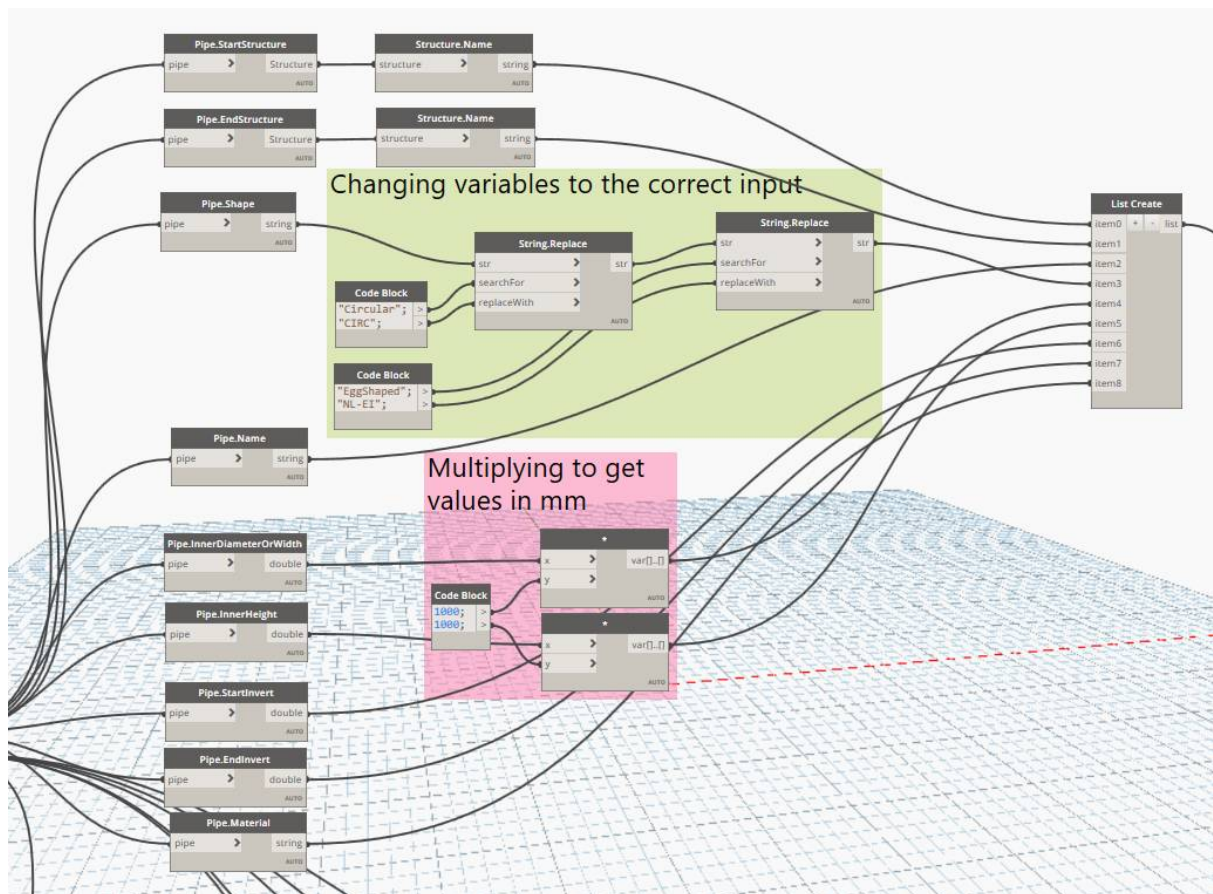 Pipe.StartStructure
pipe > Structure
AUTO
Structure.Name
structure > string
AUTO
Pipe.EndStructure
pipe > Structure
AUTO
Structure.Name
structure > string
AUTO
Changing variables to the correct input
Pipe.Shape
pipe > string
AUTO
String.Replace
str > str
searchFor >
replaceWith >
AUTO
String.Replace
str > str
searchFor >
replaceWith >
AUTO
Code Block
"Circular"; >
"CIRC"; >
Code Block
"EggShaped"; >
"NL-EI"; >
List Create
item0 + - list
item1
item2
item3
item4
item5
item6
item7
item8
AUTO
Pipe.Name
pipe > string
AUTO
Multiplying to get
values in mm
Pipe.InnerDiameterOrWidth
pipe > double
AUTO
*
x > var[]..[]
y >
AUTO
Code Block
1000; >
1000; >
*
x > var[]..[]
y >
AUTO
Pipe.InnerHeight
pipe > double
AUTO
Pipe.StartInvert
pipe > double
AUTO
Pipe.EndInvert
pipe > double
AUTO
Pipe.Material
pipe > string
AUTO